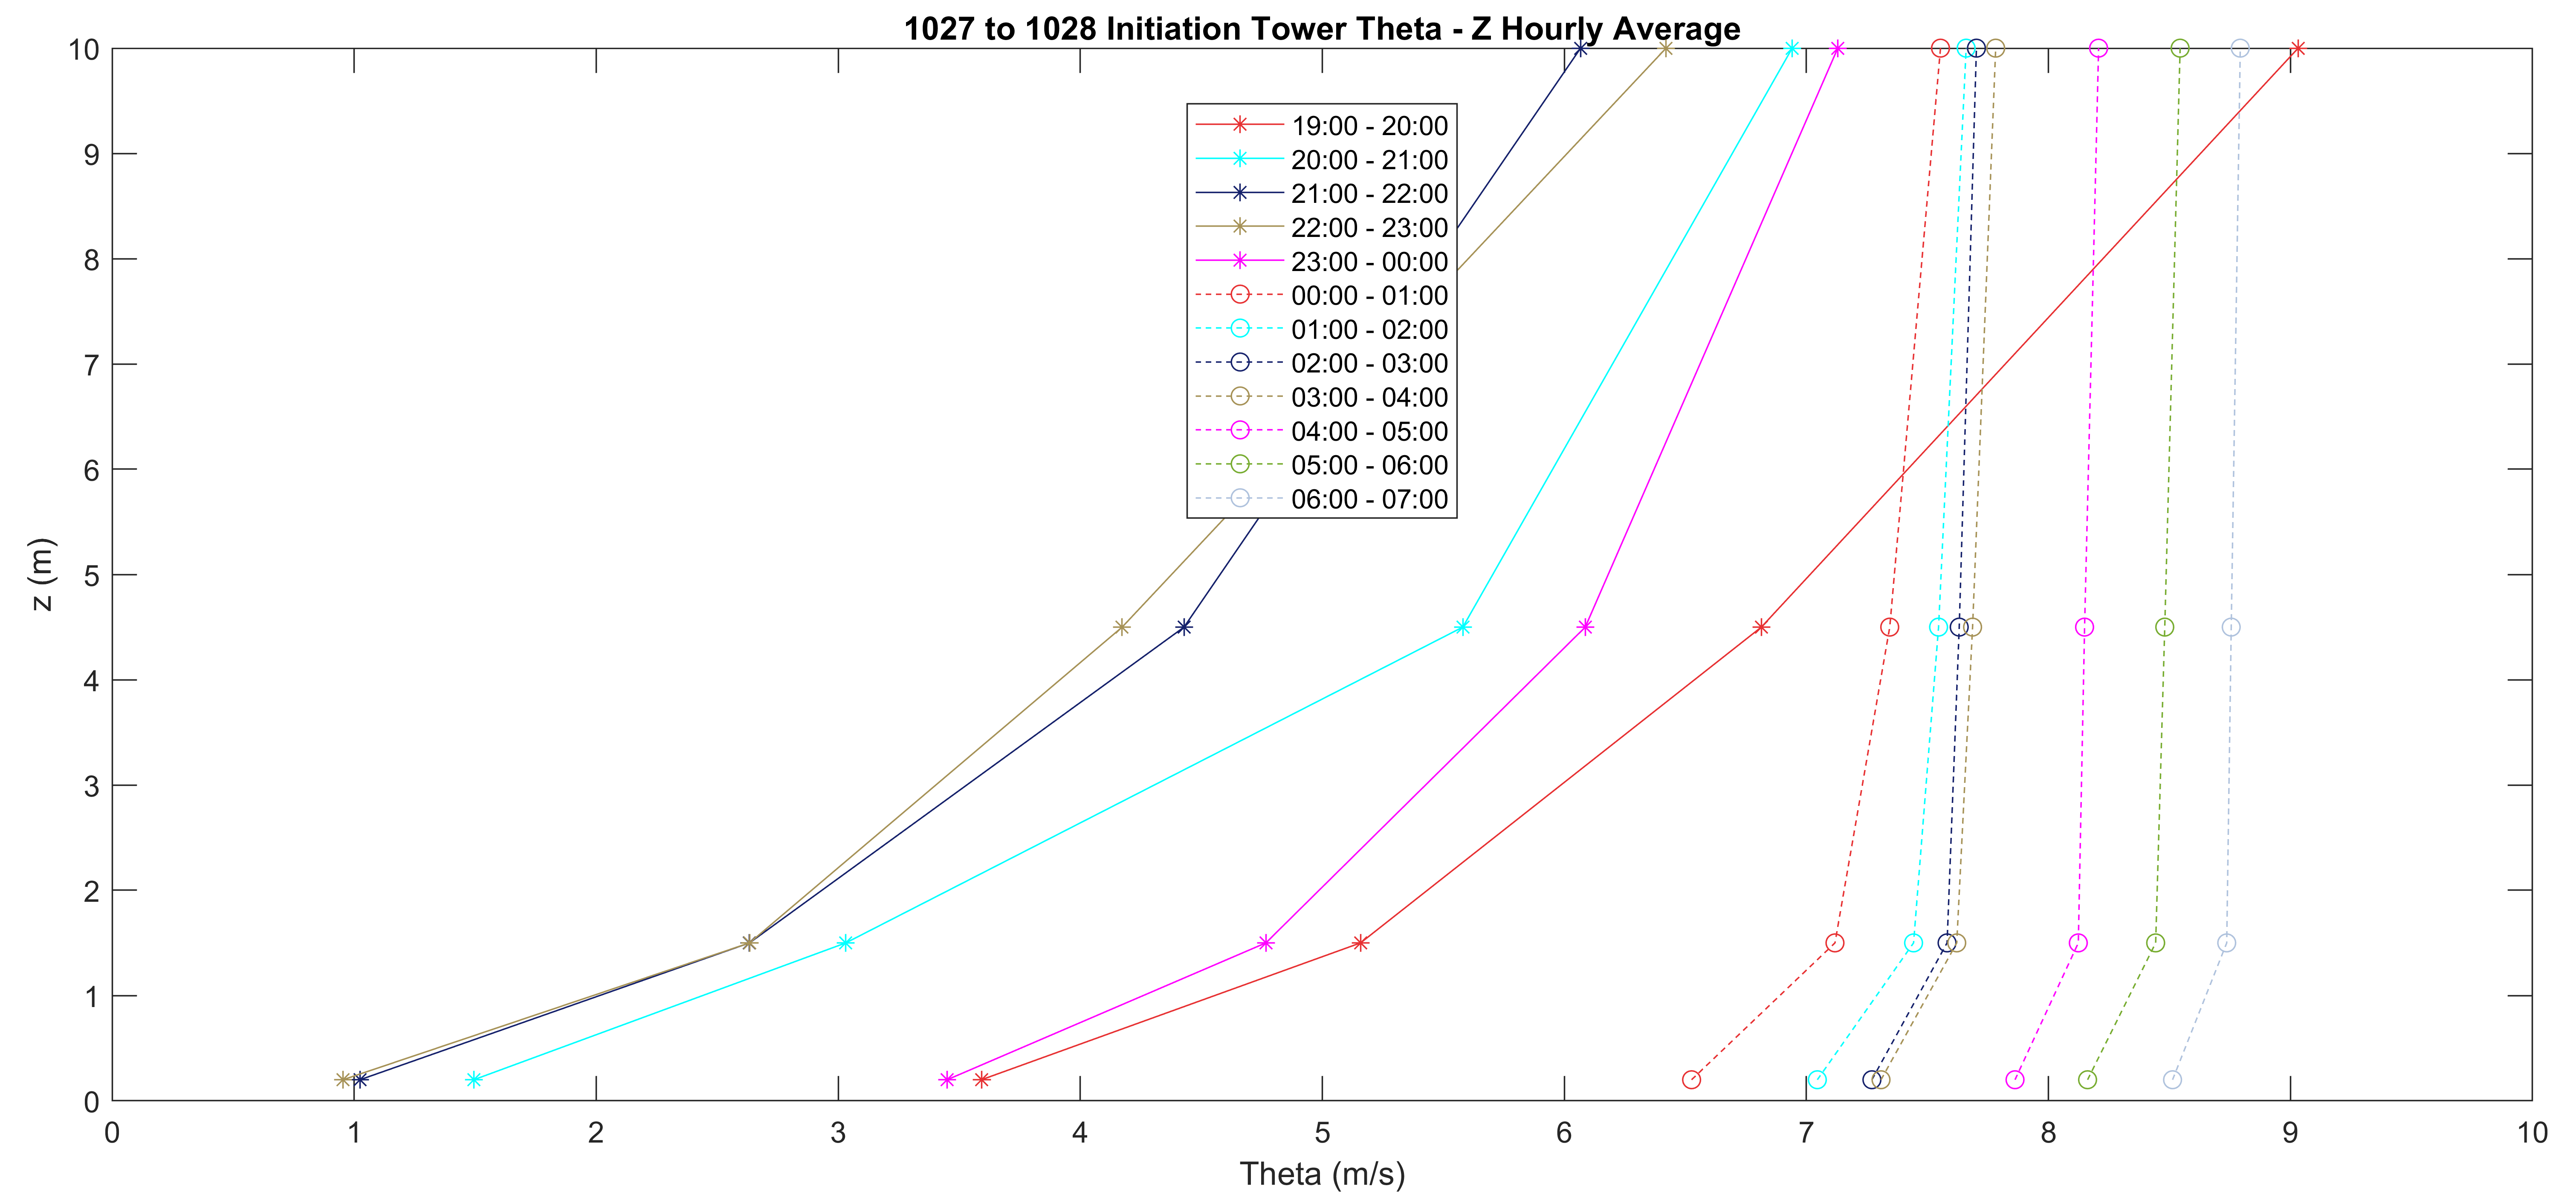 1027 to 1028 Initiation Tower Theta - Z Hourly Average
10
9
8
7
6
5
4
3
2
1
0
z (m)
19:00 - 20:00
20:00 - 21:00
21:00 - 22:00
22:00 - 23:00
23:00 - 00:00
00:00 - 01:00
01:00 - 02:00
02:00 - 03:00
03:00 - 04:00
04:00 - 05:00
05:00 - 06:00
06:00 - 07:00
0 1 2 3 4 5 6 7 8 9 10
Theta (m/s)